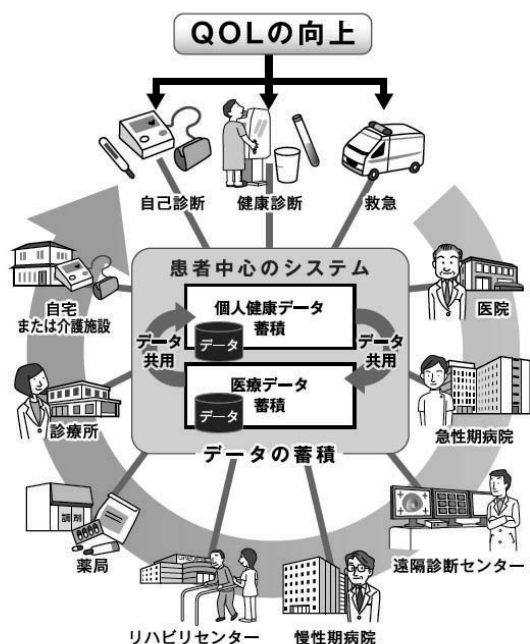 QOLの向上
自己診断
健康診断
救急
患者中心のシステム
個人健康データ
蓄積
データ
データ
共用
データ
共用
医療データ
蓄積
データ
データの蓄積
自宅
または介護施設
医院
診療所
急性期病院
調剤
薬局
遠隔診断センター
リハビリセンター
慢性期病院